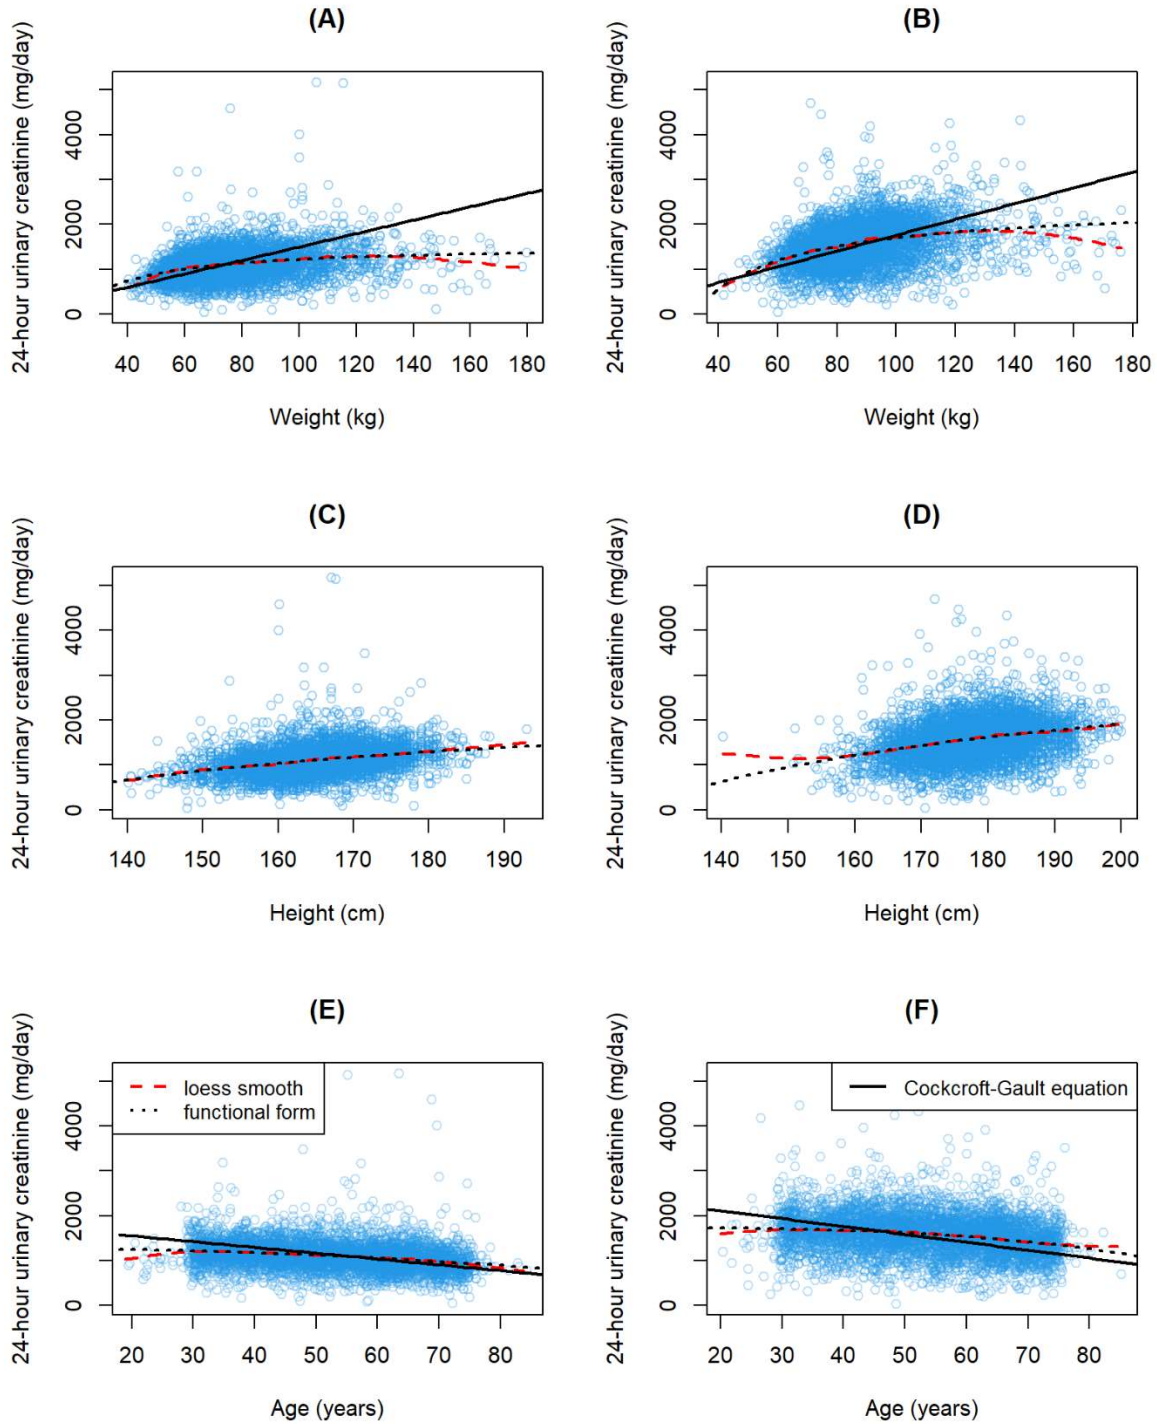 (A)
24-hour urinary creatinine (mg/day)
0 2000 4000
40 60 80 100 120 140 160 180
Weight (kg)
(B)
24-hour urinary creatinine (mg/day)
0 2000 4000
40 60 80 100 120 140 160 180
Weight (kg)
(C)
24-hour urinary creatinine (mg/day)
0 2000 4000
140 150 160 170 180 190
Height (cm)
(D)
24-hour urinary creatinine (mg/day)
0 2000 4000
140 150 160 170 180 190 200
Height (cm)
(E)
24-hour urinary creatinine (mg/day)
0 2000 4000
loess smooth
functional form
20 30 40 50 60 70 80
Age (years)
(F)
24-hour urinary creatinine (mg/day)
0 2000 4000
Cockcroft-Gault equation
20 30 40 50 60 70 80
Age (years)